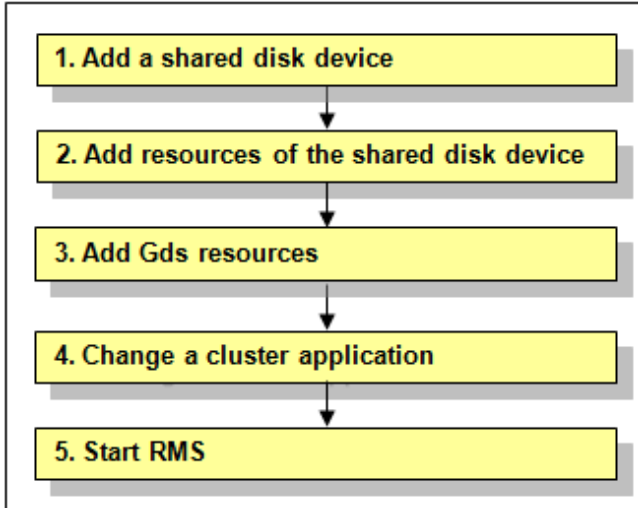 1. Add a shared disk device
2. Add resources of the shared disk device
3. Add Gds resources
4. Change a cluster application
5. Start RMS